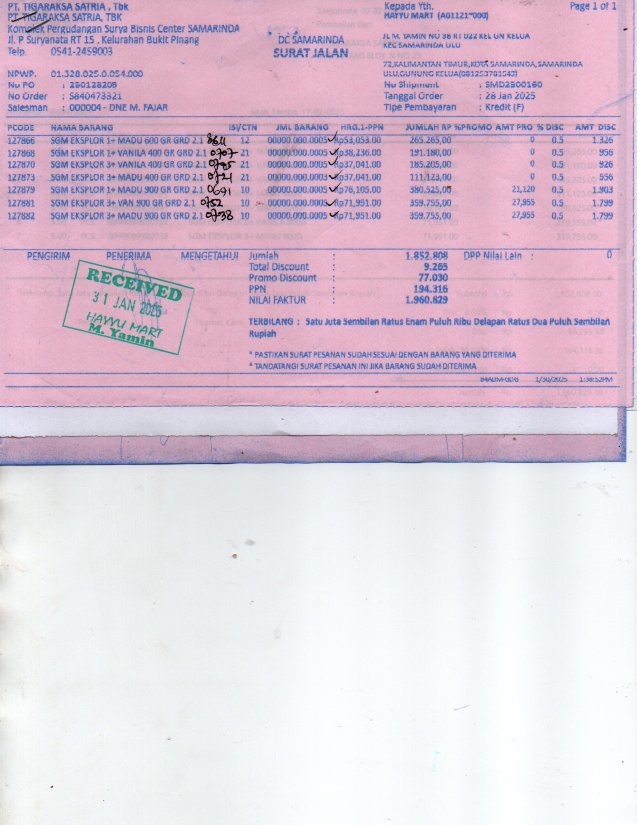 PT. TIGARAKSA SATRIA , Tbk
PT. TIGARAKSA SATRIA, TBK
Komplek Pergudangan Surya Bisnis Center SAMARINDA
Jl. P Suryanata RT 15 . Kelurahan Bukit Pinang
Telp. 0541-2459003
NPWP. 01.328.025.0.054.000
No PO : 280128209
No Order : S840473321
Salesman : 000004 - DNE M. FAJAR
DC SAMARINDA
SURAT JALAN
Kepada Yth. Page 1 of 1
HAYYU MART (A01121"000)
JL M. YAMIN NO 38 RT 022 KEL GN KELUA
KEC SAMARINDA ULU
72,KALIMANTAN TIMUR,KOTA SAMARINDA,SAMARINDA
ULU,GUNUNG KELUA(081253781543)
No Shipment : SMD2500160
Tanggal Order : 28 Jan 2025
Tipe Pembayaran : Kredit (F)
PCODE NAMA BARANG ISI/CTN JML BARANG HRG.1-PPN JUMLAH RP %PROMO AMT PRO % DISC AMT DISC
127866 SGM EKSPLOR 1+ MADU 600 GR GRD 2.1 12 00000.000.0005 Rp53,053.00 265.265,00 0 0.5 1.326
127868 SGM EKSPLOR 1+ VANILA 400 GR GRD 2.1 0707 21 00000.000.0005 Rp38,236.00 191.180,00 0 0.5 956
127870 SGM EKSPLOR 3+ VANILA 400 GR GRD 2.1 21 00000.000.0005 Rp37,041.00 185.205,00 0 0.5 926
127873 SGM EKSPLOR 3+ MADU 400 GR GRD 2.1 0721 21 00000.000.0003 Rp37,041.00 111.123,00 0 0.5 556
127879 SGM EKSPLOR 1+ MADU 900 GR GRD 2.1 0691 10 00000.000.0005 Rp76,105.00 380.525,00 21,120 0.5 1.903
127881 SGM EKSPLOR 3+ VAN 900 GR GRD 2.1 0752 10 00000.000.0005 Rp71,951.00 359.755,00 27,955 0.5 1.799
127882 SGM EKSPLOR 3+ MADU 900 GR GRD 2.1 0738 10 00000.000.0005 Rp71,951.00 359.755,00 27,955 0.5 1.799
PENGIRIM PENERIMA MENGETAHUI
Jumlah : 1.852.808 DPP Nilai Lain : 0
Total Discount : 9.265
Promo Discount : 77.030
PPN : 194.316
NILAI FAKTUR : 1.960.829
RECEIVED
31 JAN 2025
HAYYU MART
M. Yamin
TERBILANG : Satu Juta Sembilan Ratus Enam Puluh Ribu Delapan Ratus Dua Puluh Sembilan
Rupiah
* PASTIKAN SURAT PESANAN SUDAH SESUAI DENGAN BARANG YANG DITERIMA
* TANDATANGI SURAT PESANAN INI JIKA BARANG SUDAH DITERIMA
1/30/2025 1:38:52PM